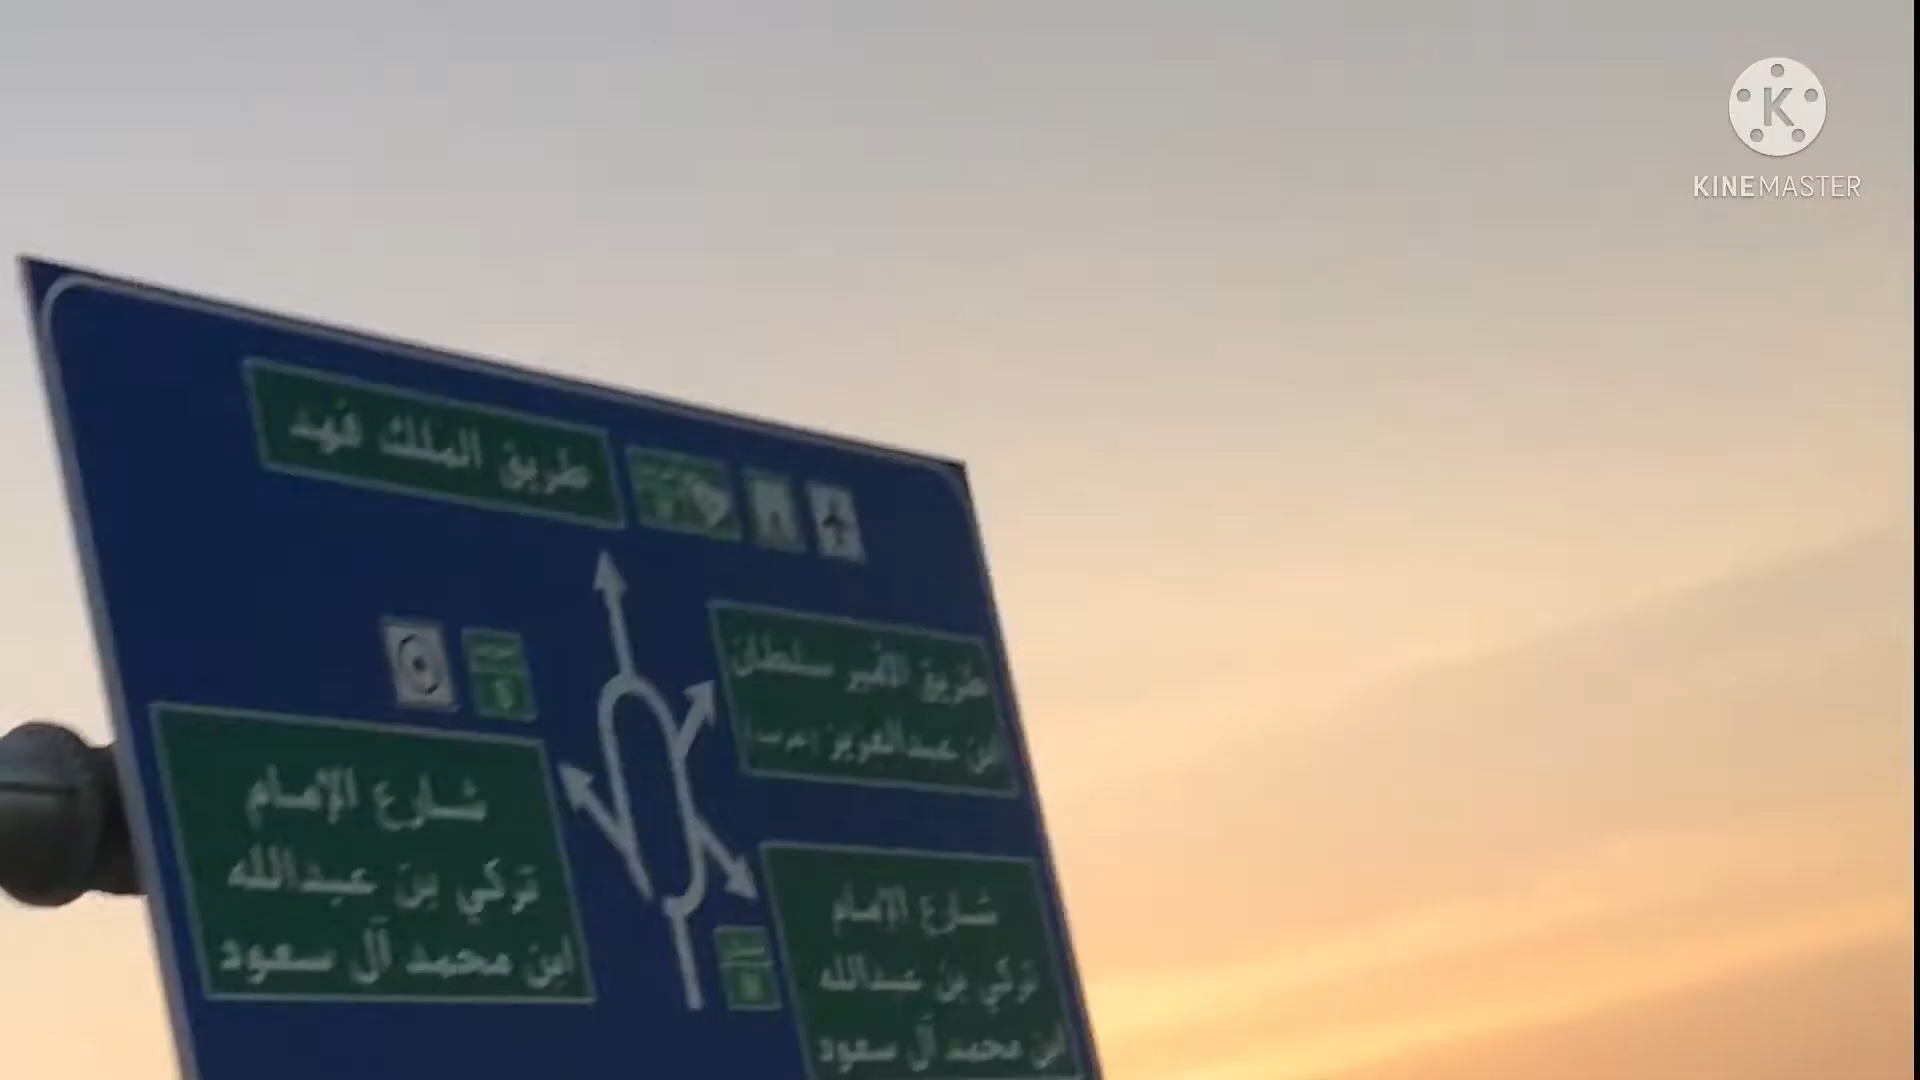 KINEMASTER
طريق الملك فهد
طريق الأمير سلطان
ابن عبدالعزيز
شارع الإمام
تركي بن عبدالله
ابن محمد آل سعود
5
شارع الإمام
تركي بن عبدالله
ابن محمد آل سعود